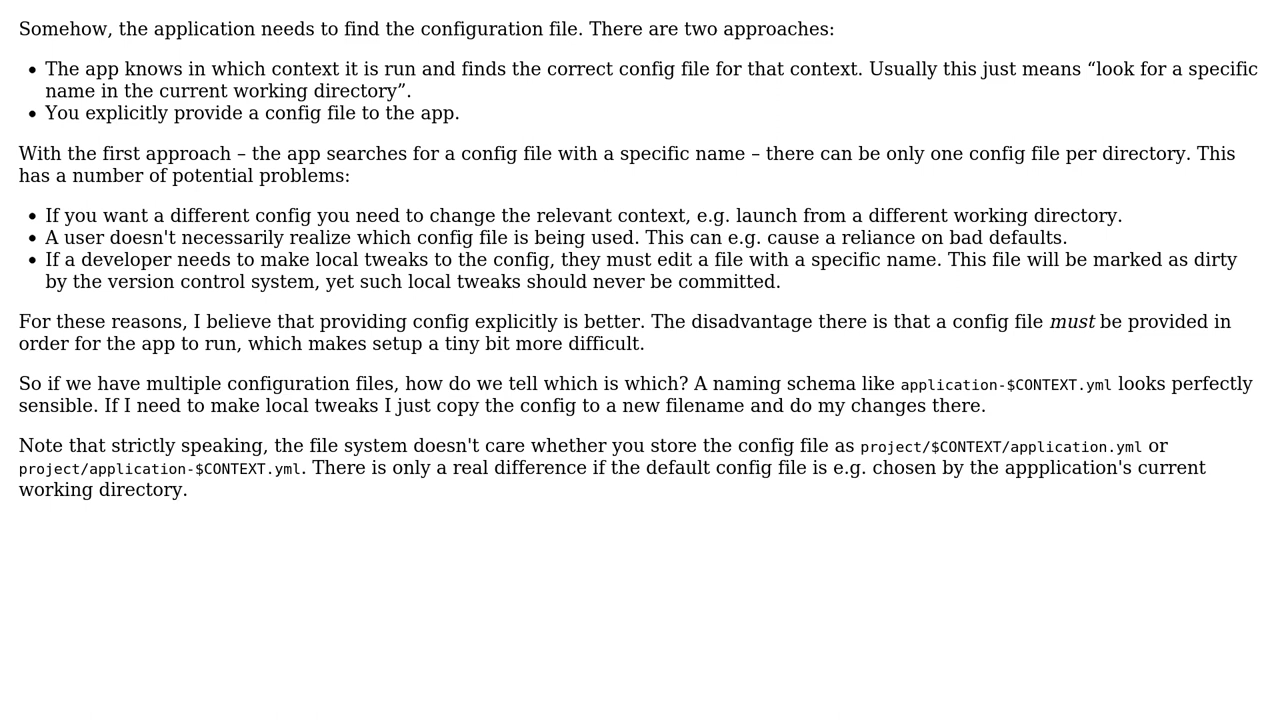 Somehow, the application needs to find the configuration file. There are two approaches:
• The app knows in which context it is run and finds the correct config file for that context. Usually this just means “look for a specific
name in the current working directory”.
• You explicitly provide a config file to the app.
With the first approach – the app searches for a config file with a specific name – there can be only one config file per directory. This
has a number of potential problems:
• If you want a different config you need to change the relevant context, e.g. launch from a different working directory.
• A user doesn't necessarily realize which config file is being used. This can e.g. cause a reliance on bad defaults.
• If a developer needs to make local tweaks to the config, they must edit a file with a specific name. This file will be marked as dirty
by the version control system, yet such local tweaks should never be committed.
For these reasons, I believe that providing config explicitly is better. The disadvantage there is that a config file must be provided in
order for the app to run, which makes setup a tiny bit more difficult.
So if we have multiple configuration files, how do we tell which is which? A naming schema like application-$CONTEXT.yml looks perfectly
sensible. If I need to make local tweaks I just copy the config to a new filename and do my changes there.
Note that strictly speaking, the file system doesn't care whether you store the config file as project/$CONTEXT/application.yml or
project/application-$CONTEXT.yml. There is only a real difference if the default config file is e.g. chosen by the appplication's current
working directory.